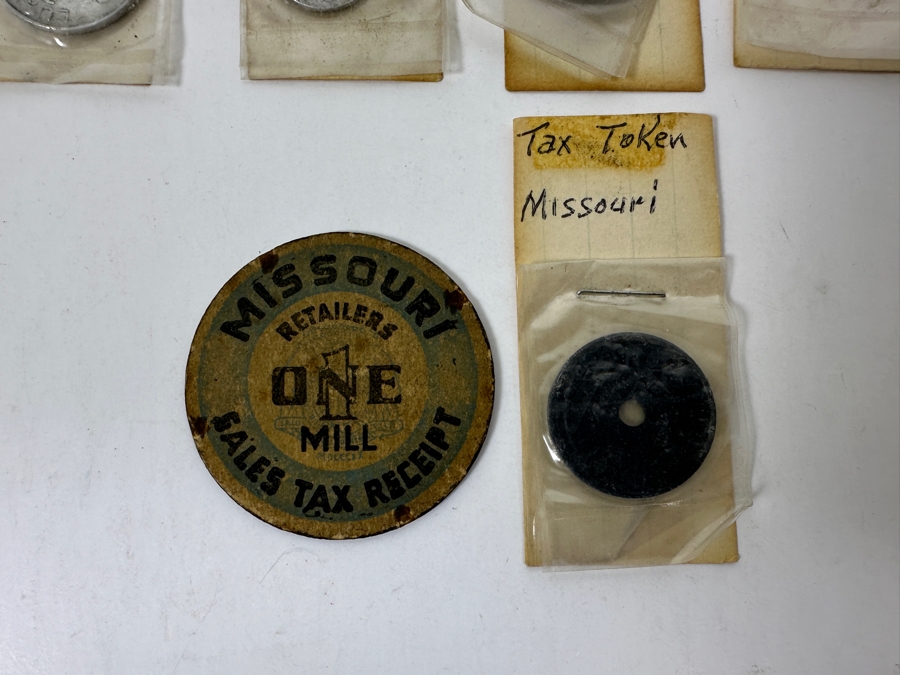 Tax Token
Missouri
MISSOURI
RETAILERS
1
ONE
MILL
SALES TAX RECEIPT